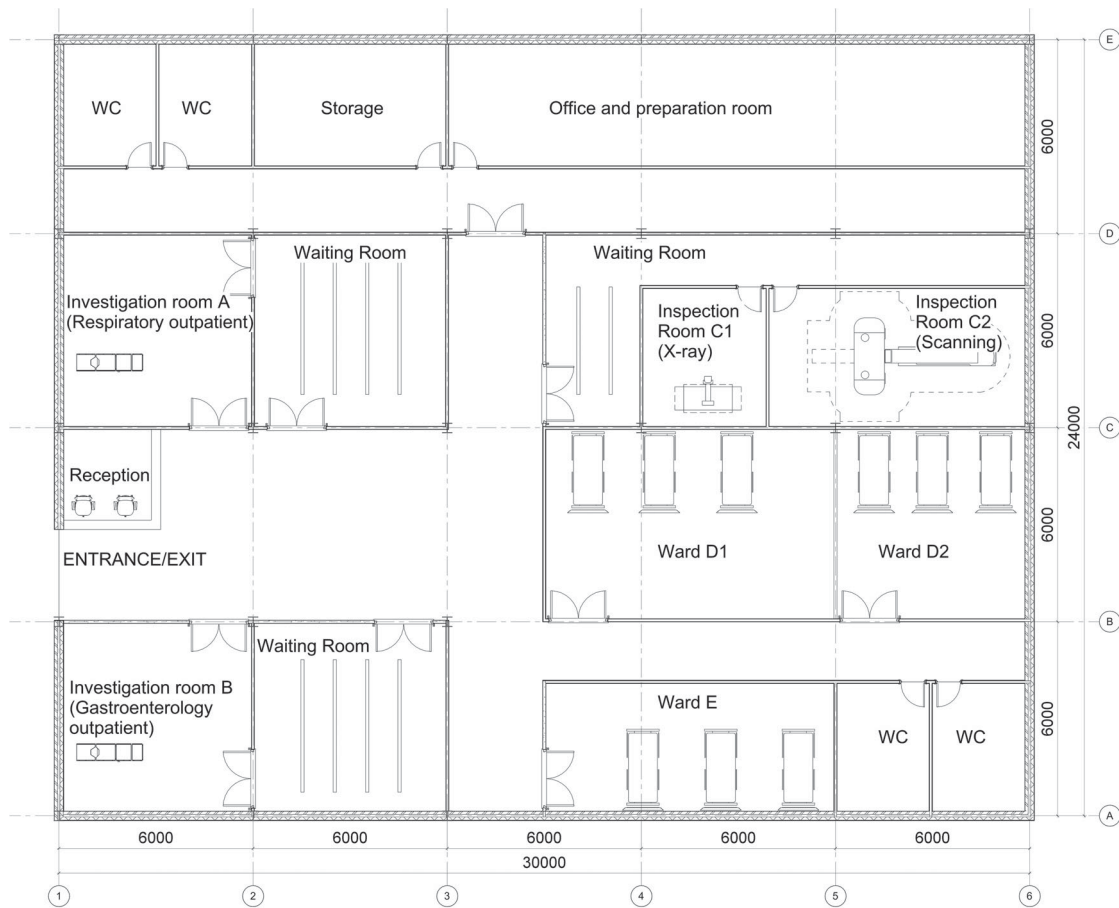 E
WC
WC
Storage
Office and preparation room
6000
D
Waiting Room
Waiting Room
Investigation room A
(Respiratory outpatient)
Inspection
Room C1
(X-ray)
Inspection
Room C2
(Scanning)
6000
C
24000
Reception
ENTRANCE/EXIT
Ward D1
Ward D2
6000
B
Waiting Room
Investigation room B
(Gastroenterology
outpatient)
Ward E
WC
WC
6000
A
6000
6000
6000
6000
6000
30000
1
2
3
4
5
6